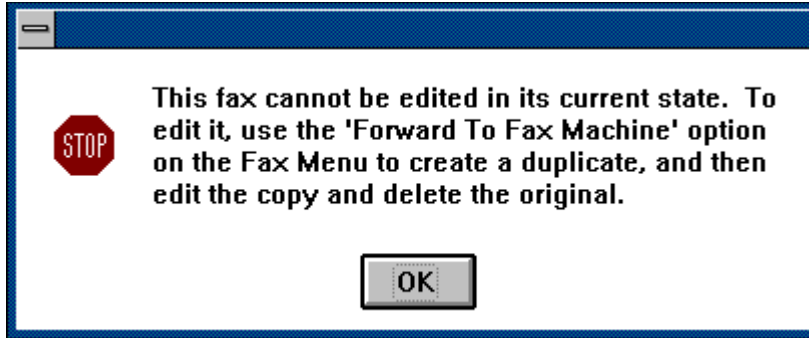 This fax cannot be edited in its current state.  To
edit it, use the 'Forward To Fax Machine' option
on the Fax Menu to create a duplicate, and then
edit the copy and delete the original.
STOP
OK